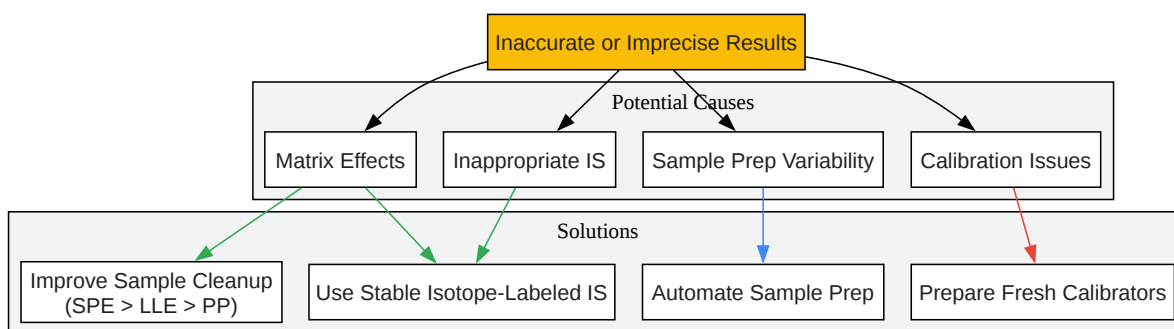 Inaccurate or Imprecise Results
Potential Causes
Matrix Effects
Inappropriate IS
Sample Prep Variability
Calibration Issues
Solutions
Improve Sample Cleanup
(SPE > LLE > PP)
Use Stable Isotope-Labeled IS
Automate Sample Prep
Prepare Fresh Calibrators